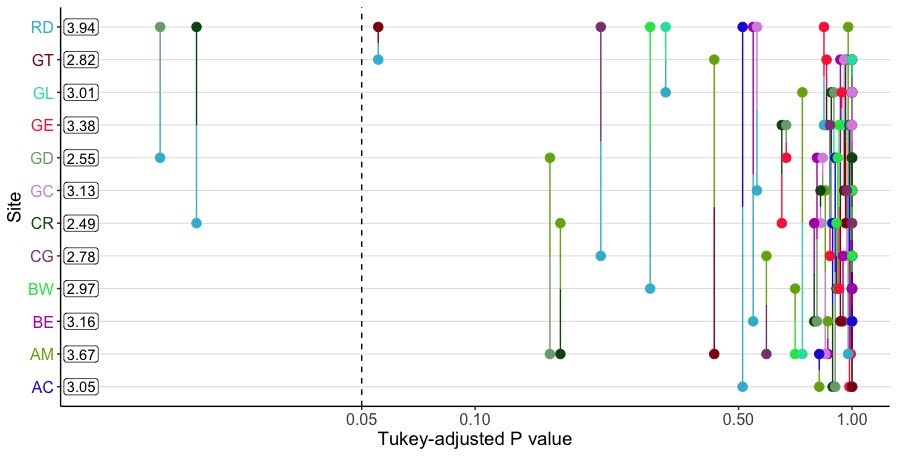 RD 3.94
GT 2.82
GL 3.01
GE 3.38
GD 2.55
GC 3.13
CR 2.49
CG 2.78
BW 2.97
BE 3.16
AM 3.67
AC 3.05
Site
0.05 0.10 0.50 1.00
Tukey-adjusted P value